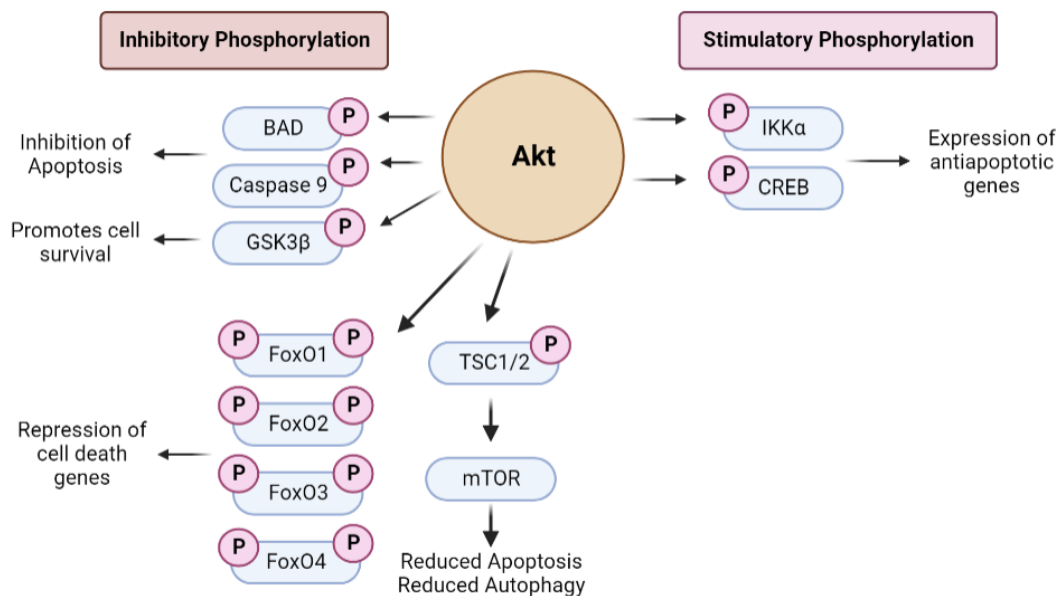 Inhibitory Phosphorylation
Stimulatory Phosphorylation
Akt
BAD
P
Caspase 9
P
GSK3β
P
Inhibition of
Apoptosis
Promotes cell
survival
P
IKKα
P
CREB
Expression of
antiapoptotic
genes
P
FoxO1
P
P
FoxO2
P
P
FoxO3
P
P
FoxO4
P
Repression of
cell death
genes
TSC1/2
P
mTOR
Reduced Apoptosis
Reduced Autophagy